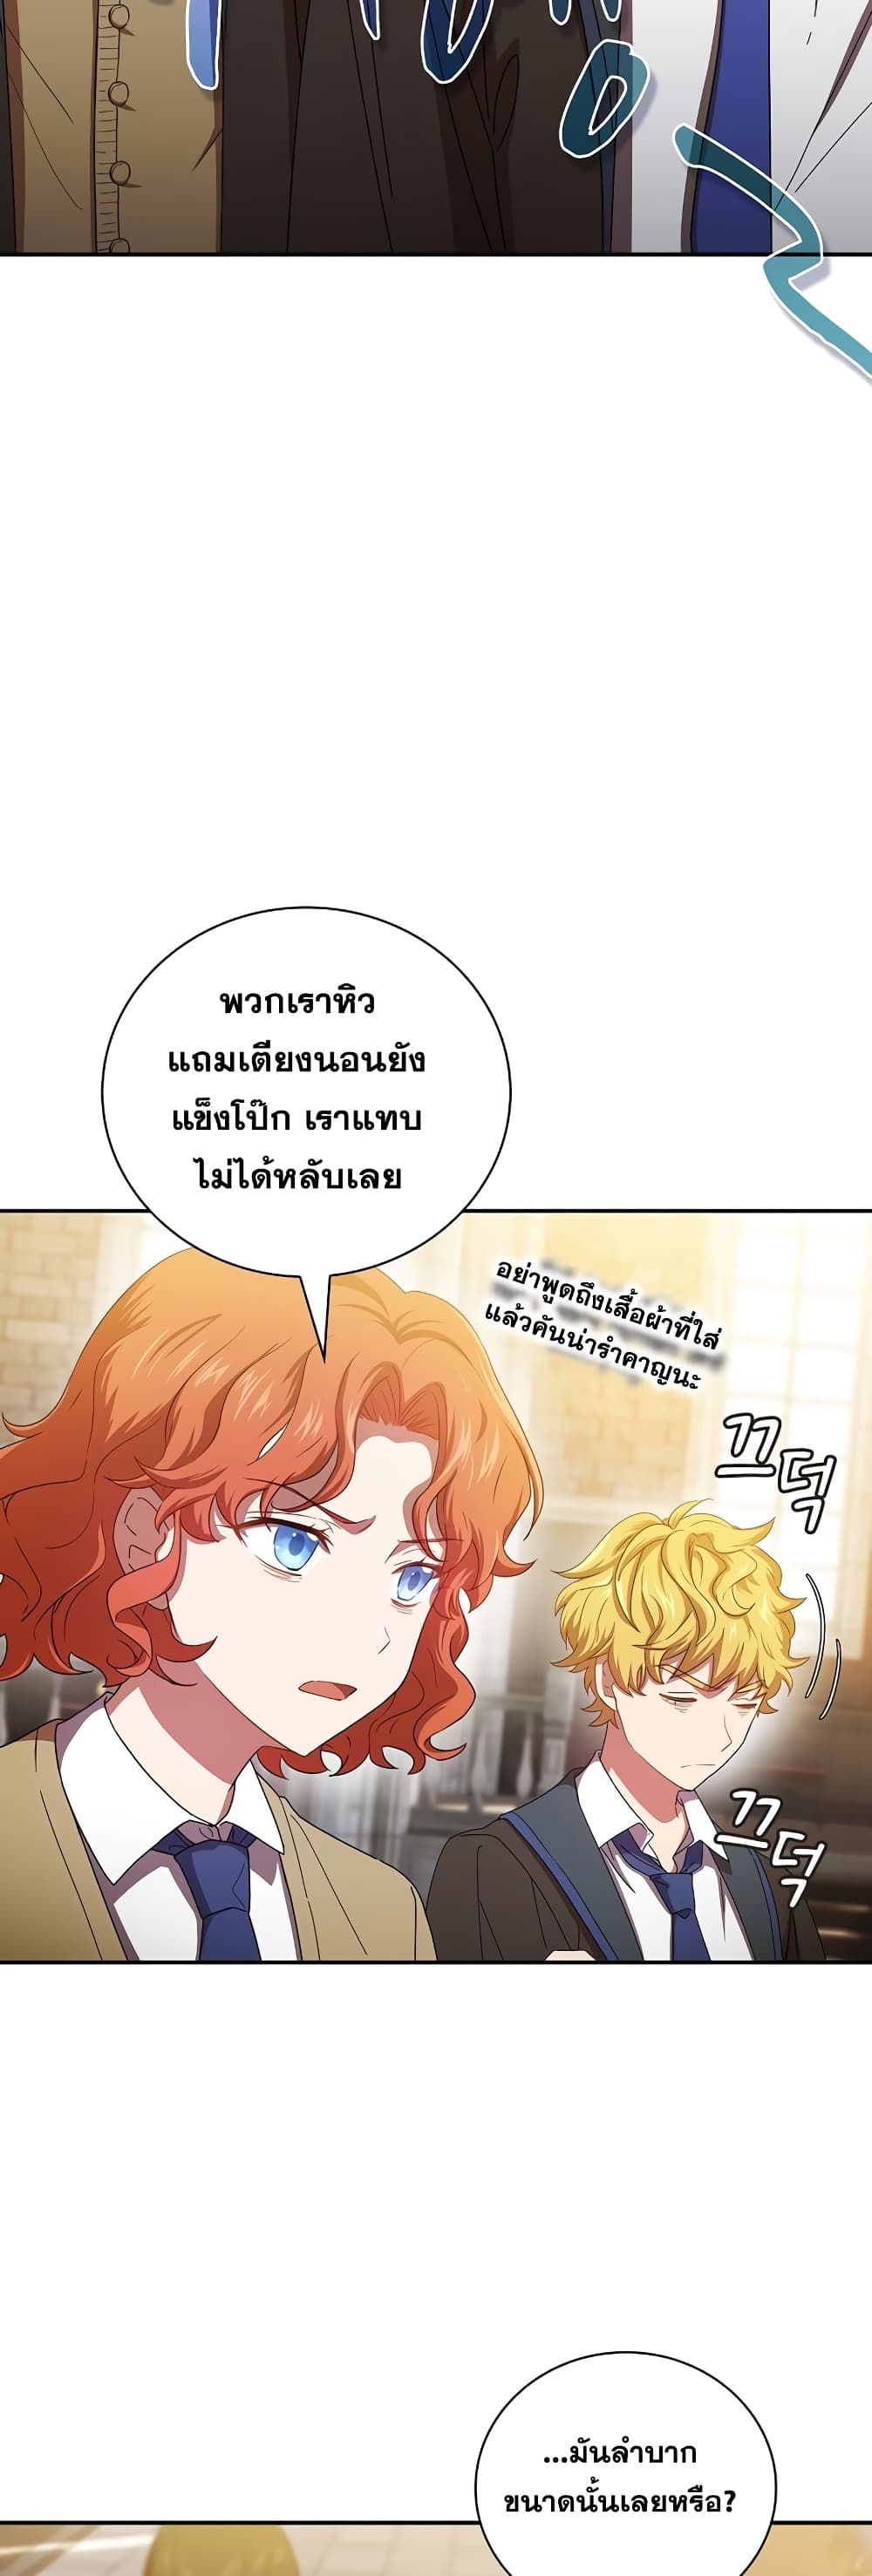 พวกเราหิว
แถมเตียงนอนยัง
แข็งโป๊ก เราแทบ
ไม่ได้หลับเลย
อย่าพูดถึงเสื้อผ้าที่ใส่
แล้วคันน่ารำคาญนะ
끄덕
끄덕
...มันลำบาก
ขนาดนั้นเลยหรือ?